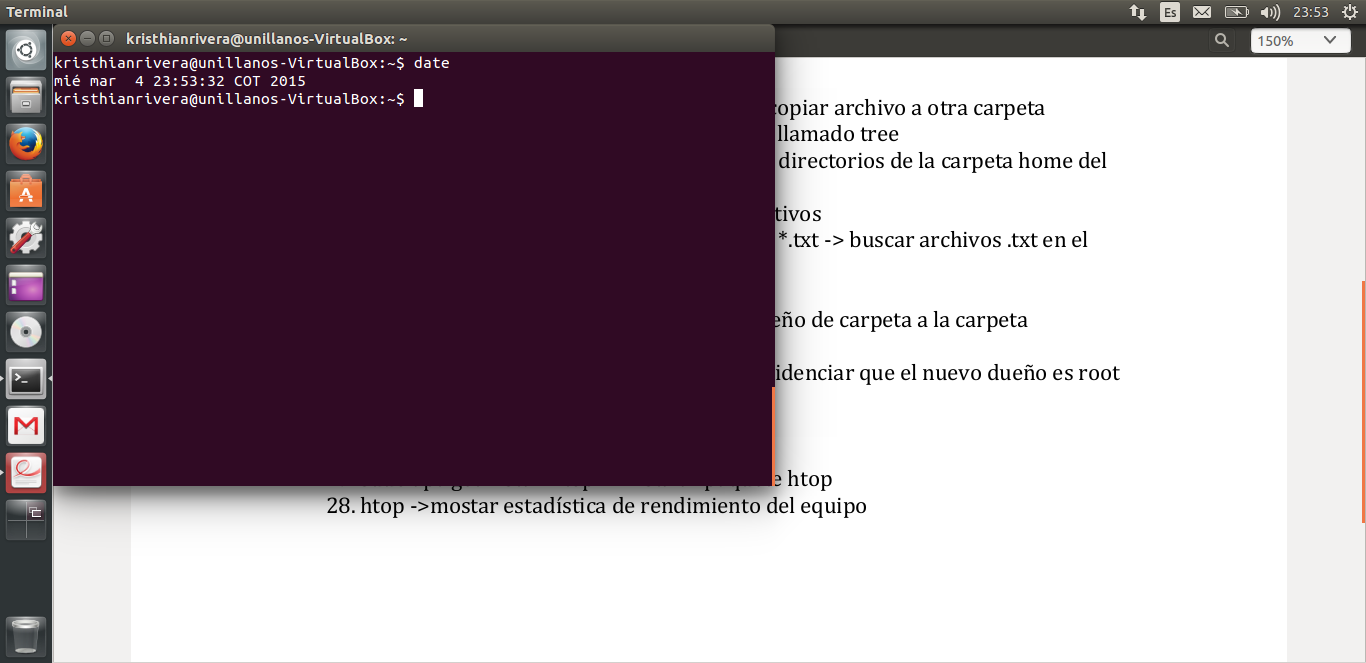 Terminal
Es
23:53
kristhianrivera@unillanos-VirtualBox: ~
150%
kristhianrivera@unillanos-VirtualBox:~$ date
mié mar  4 23:53:32 COT 2015
kristhianrivera@unillanos-VirtualBox:~$
copiar archivo a otra carpeta
llamado tree
directorios de la carpeta home del
tivos
*.txt -> buscar archivos .txt en el
eño de carpeta a la carpeta
idenciar que el nuevo dueño es root
e htop
28. htop ->mostar estadística de rendimiento del equipo